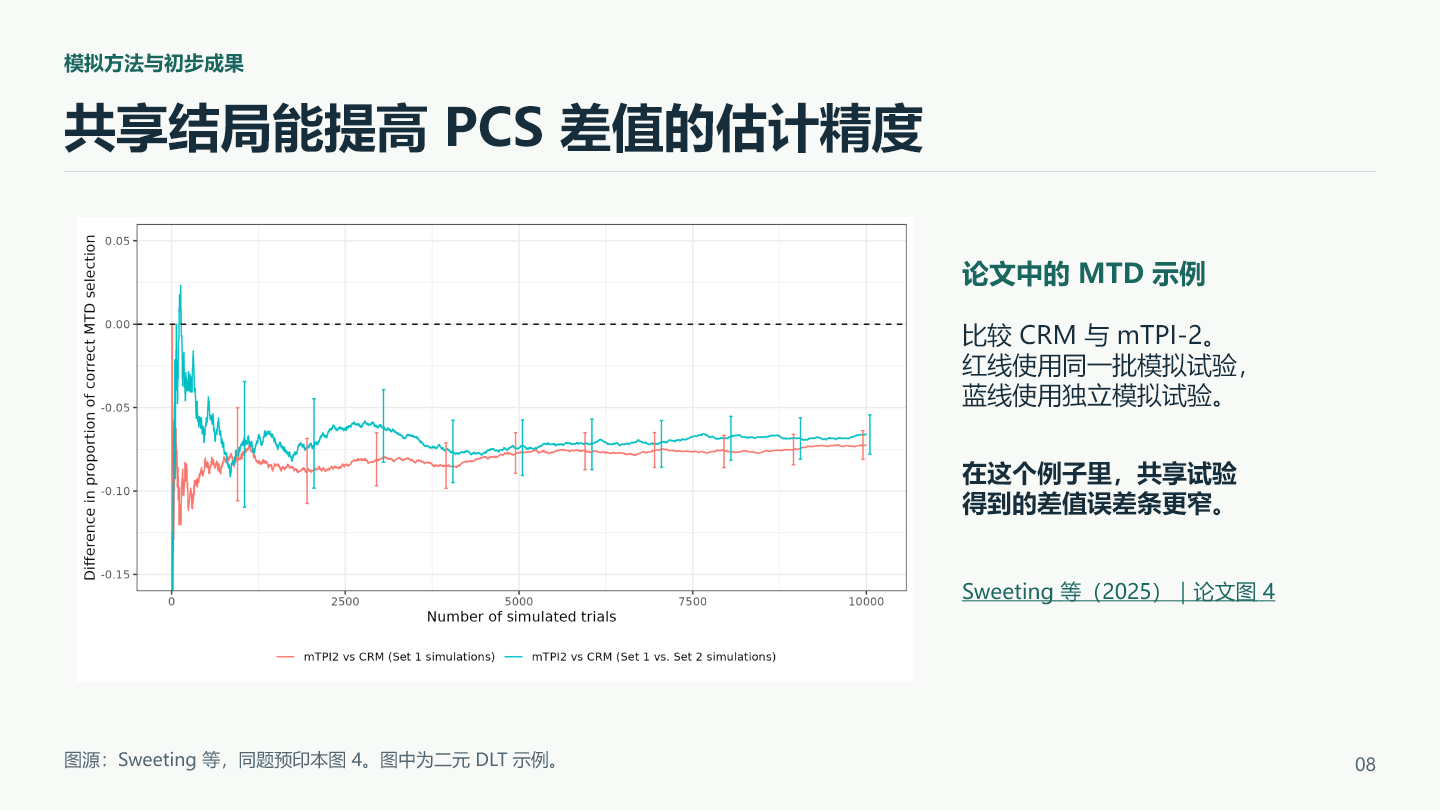 模拟方法与初步成果
共享结局能提高 PCS 差值的估计精度
Difference in proportion of correct MTD selection
0.05
0.00
-0.05
-0.10
-0.15
0
2500
5000
7500
10000
Number of simulated trials
mTPI2 vs CRM (Set 1 simulations)
mTPI2 vs CRM (Set 1 vs. Set 2 simulations)
论文中的 MTD 示例
比较 CRM 与 mTPI-2。
红线使用同一批模拟试验，
蓝线使用独立模拟试验。
在这个例子里，共享试验
得到的差值误差条更窄。
Sweeting 等（2025）｜论文图 4
图源：Sweeting 等，同题预印本图 4。图中为二元 DLT 示例。
08